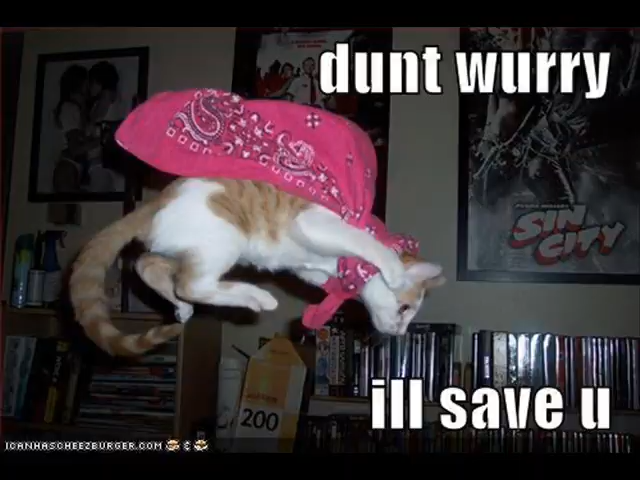 dunt wurry
SIN
CITY
200
ill save u
ICANHASCHEEZBURGER.COM